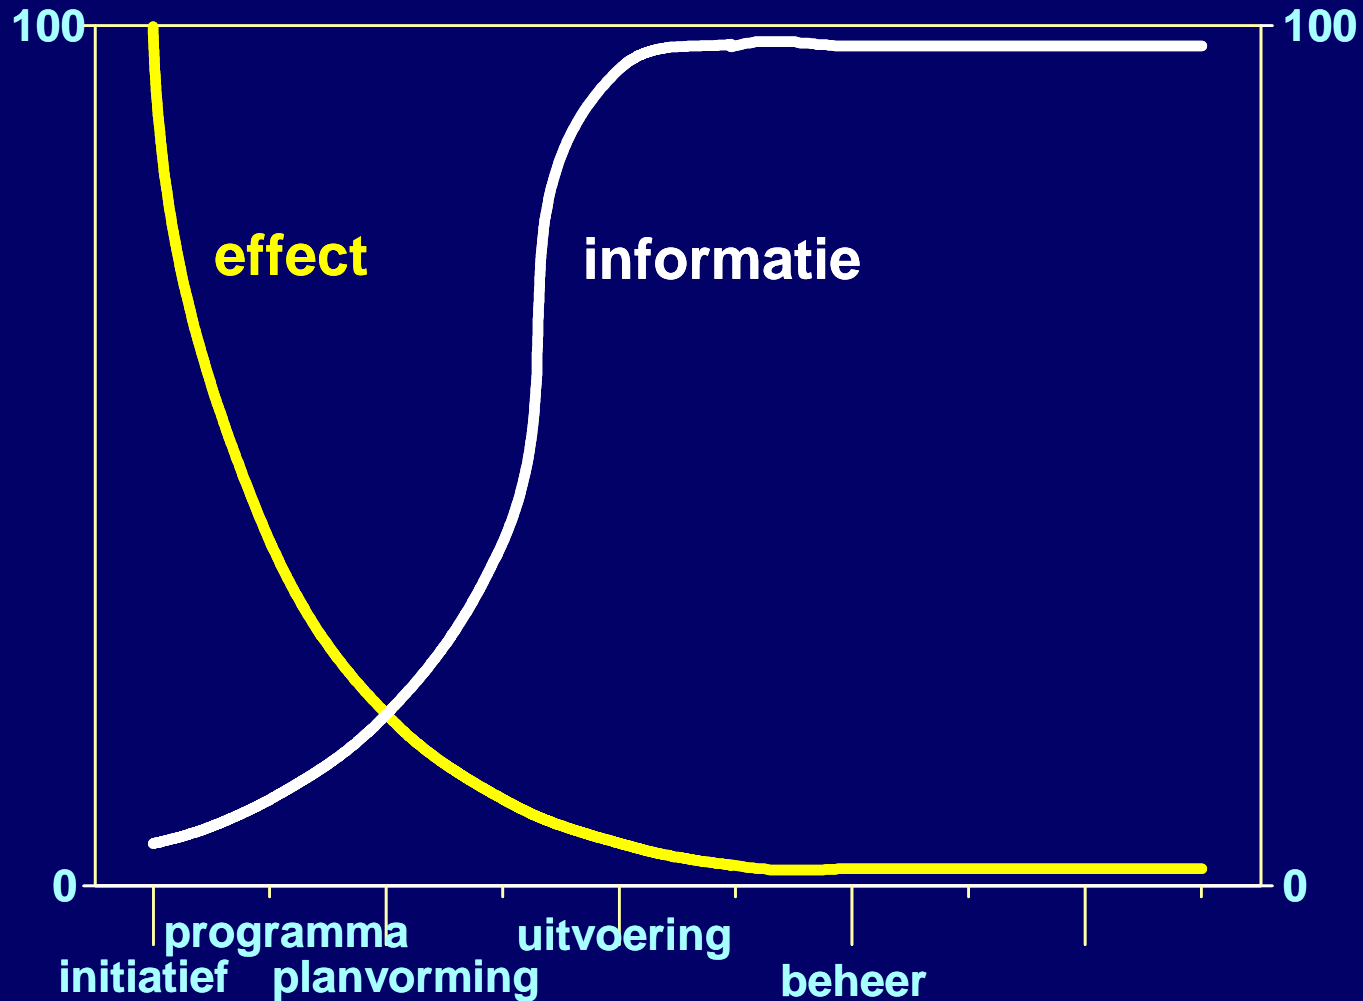 100
100
effect
informatie
0
0
programma
uitvoering
initiatief
planvorming
beheer